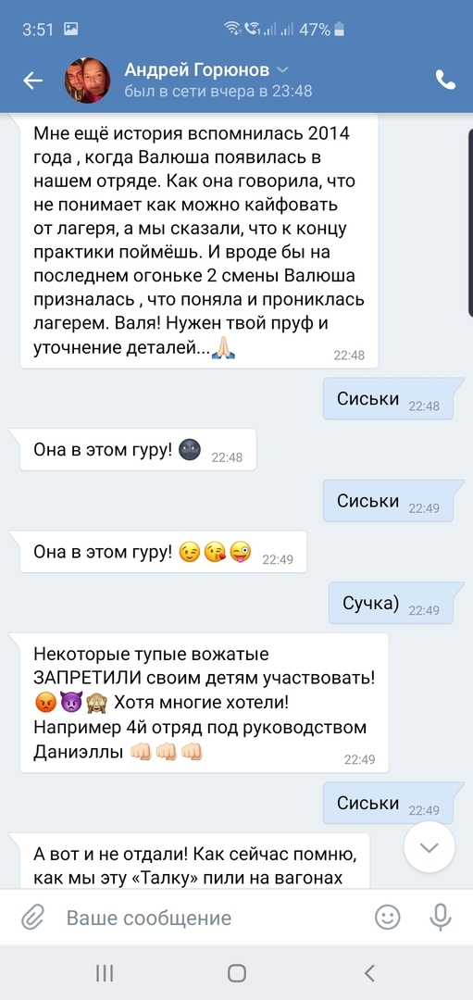 3:51
47%
Андрей Горюнов
был в сети вчера в 23:48
Мне ещё история вспомнилась 2014
года , когда Валюша появилась в
нашем отряде. Как она говорила, что
не понимает как можно кайфовать
от лагеря, а мы сказали, что к концу
практики поймёшь. И вроде бы на
последнем огоньке 2 смены Валюша
призналась , что поняла и прониклась
лагерем. Валя! Нужен твой пруф и
уточнение деталей...🙏🏻
22:48
Сиськи 22:48
Она в этом гуру! 🌚 22:48
Сиськи 22:49
Она в этом гуру! 😉😘😜 22:49
Сучка) 22:49
Некоторые тупые вожатые
ЗАПРЕТИЛИ своим детям участвовать!
😡👿🙈 Хотя многие хотели!
Например 4й отряд под руководством
Даниэллы 👊🏻👊🏻👊🏻
22:49
Сиськи 22:49
А вот и не отдали! Как сейчас помню,
как мы эту «Талку» пили на вагонах
Ваше сообщение